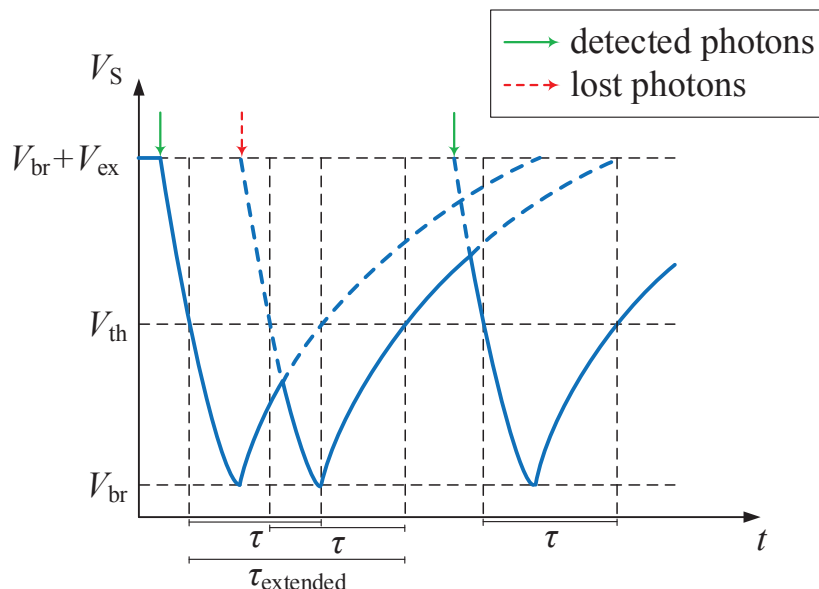 detected photons
lost photons
V_S
V_br + V_ex
V_th
V_br
τ τ τ t
τ_extended